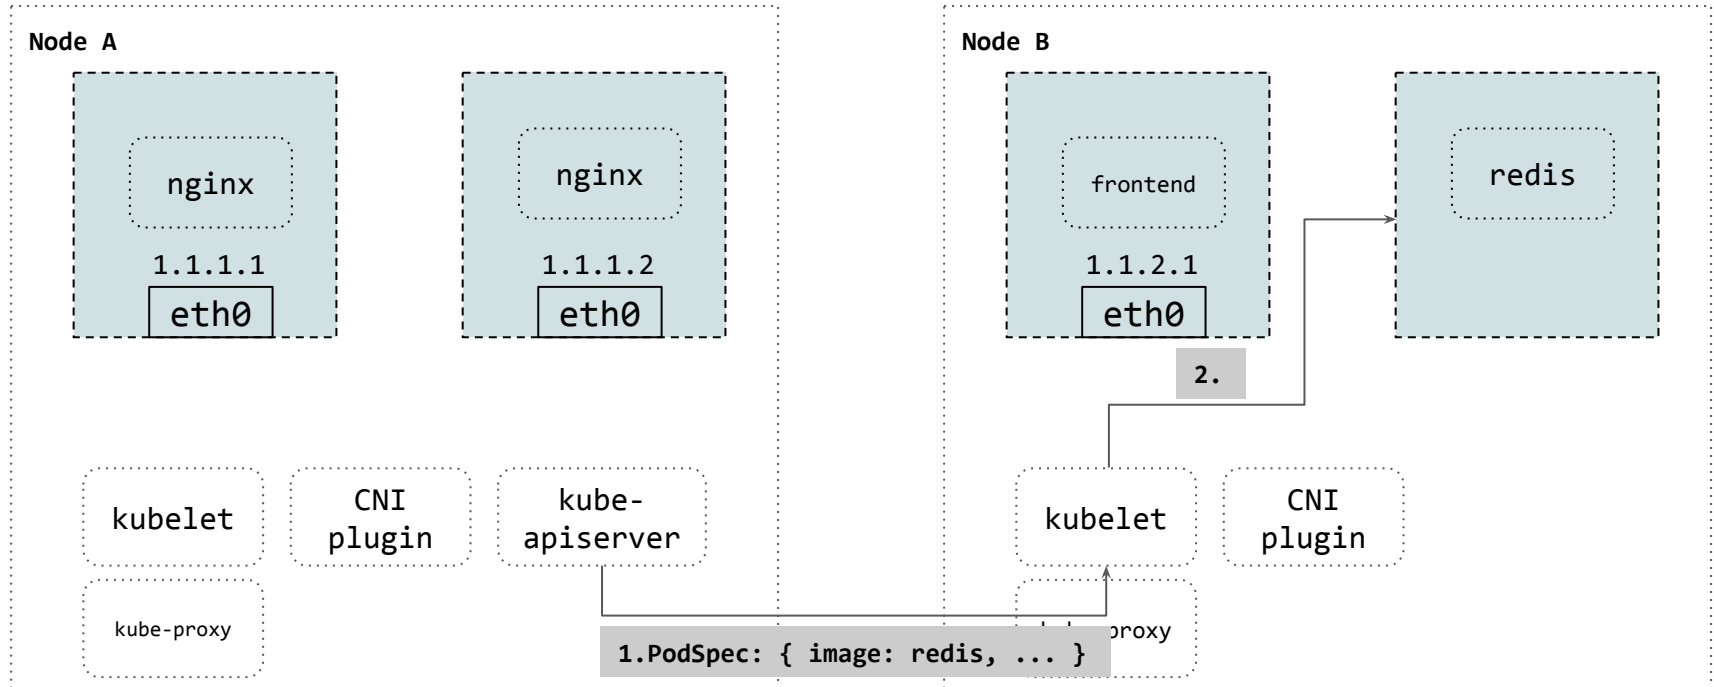 Node A
nginx
1.1.1.1
eth0
nginx
1.1.1.2
eth0
kubelet
CNI
plugin
kube-
apiserver
kube-proxy
Node B
frontend
1.1.2.1
eth0
redis
2.
kubelet
CNI
plugin
proxy
1.PodSpec: { image: redis, ... }